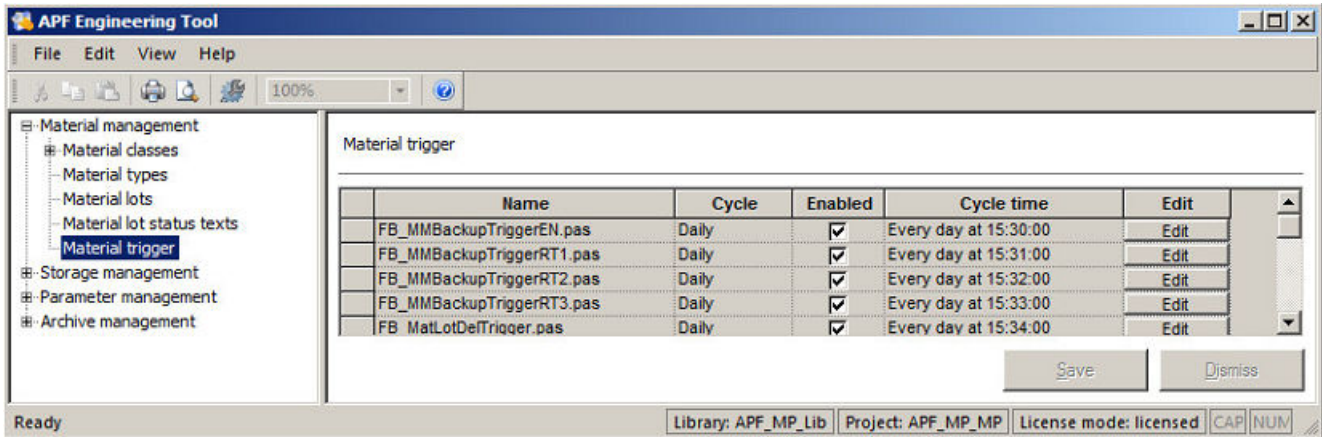 APF Engineering Tool
File Edit View Help
100%
Material management
Material classes
Material types
Material lots
Material lot status texts
Material trigger
Storage management
Parameter management
Archive management
Material trigger
Name Cycle Enabled Cycle time Edit
FB_MMBackupTriggerEN.pas Daily Every day at 15:30:00 Edit
FB_MMBackupTriggerRT1.pas Daily Every day at 15:31:00 Edit
FB_MMBackupTriggerRT2.pas Daily Every day at 15:32:00 Edit
FB_MMBackupTriggerRT3.pas Daily Every day at 15:33:00 Edit
FB_MatLotDelTrigger.pas Daily Every day at 15:34:00 Edit
Save Dismiss
Ready Library: APF_MP_Lib Project: APF_MP_MP License mode: licensed CAP NUM